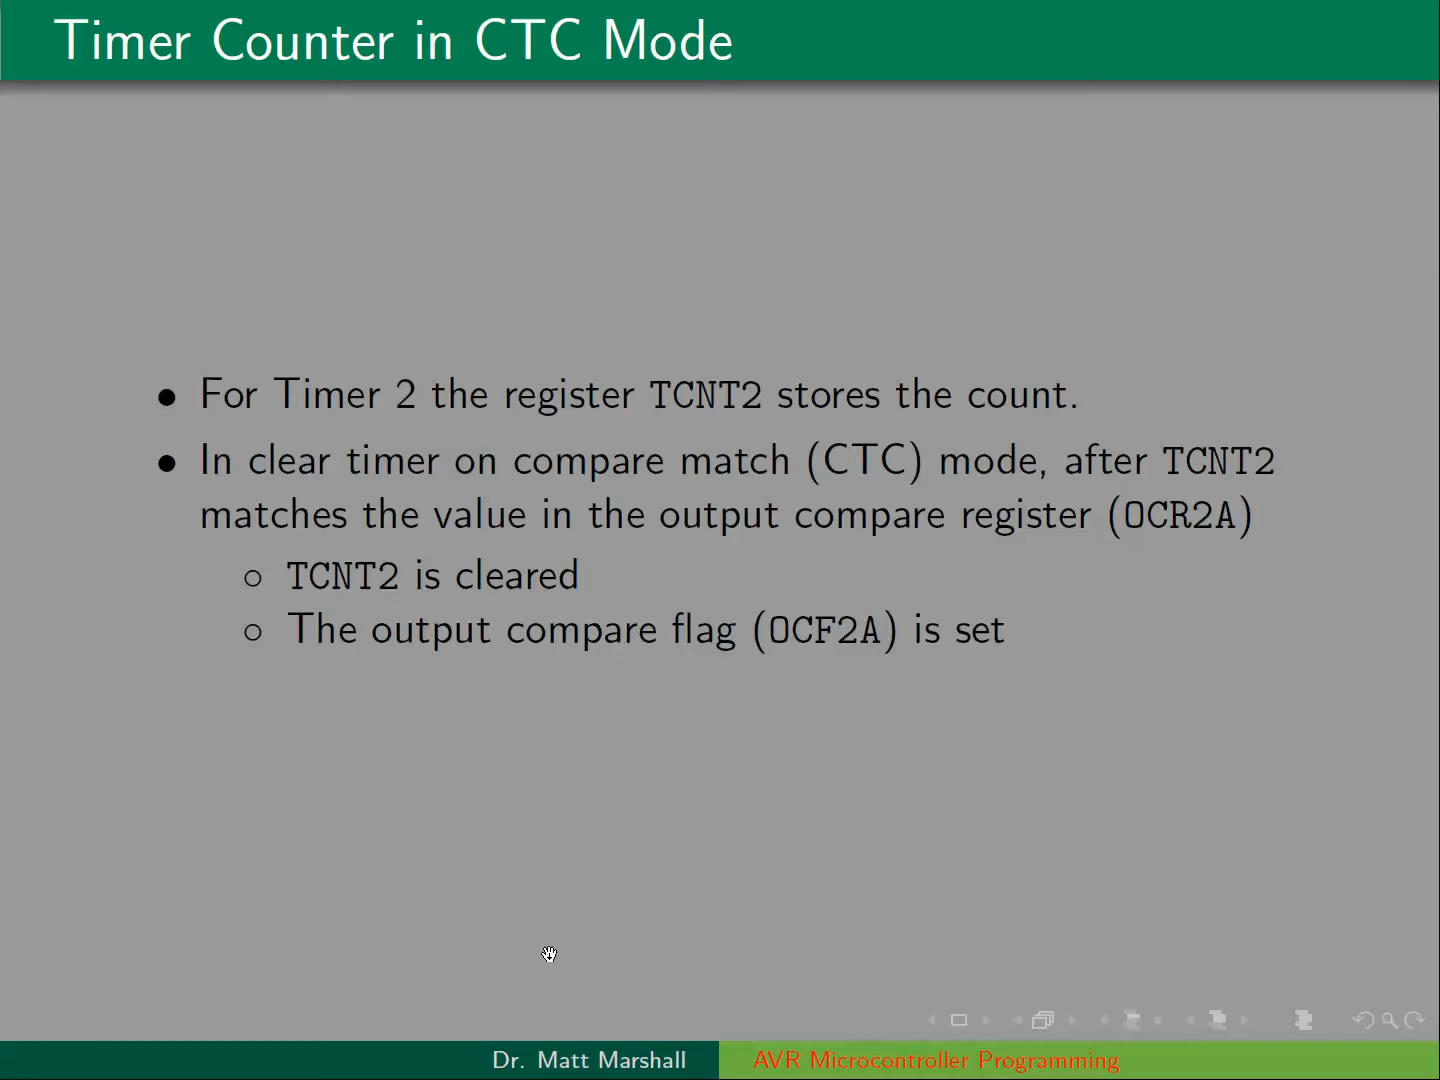 Timer Counter in CTC Mode
• For Timer 2 the register TCNT2 stores the count.
• In clear timer on compare match (CTC) mode, after TCNT2
matches the value in the output compare register (OCR2A)
○ TCNT2 is cleared
○ The output compare flag (OCF2A) is set
Dr. Matt Marshall
AVR Microcontroller Programming